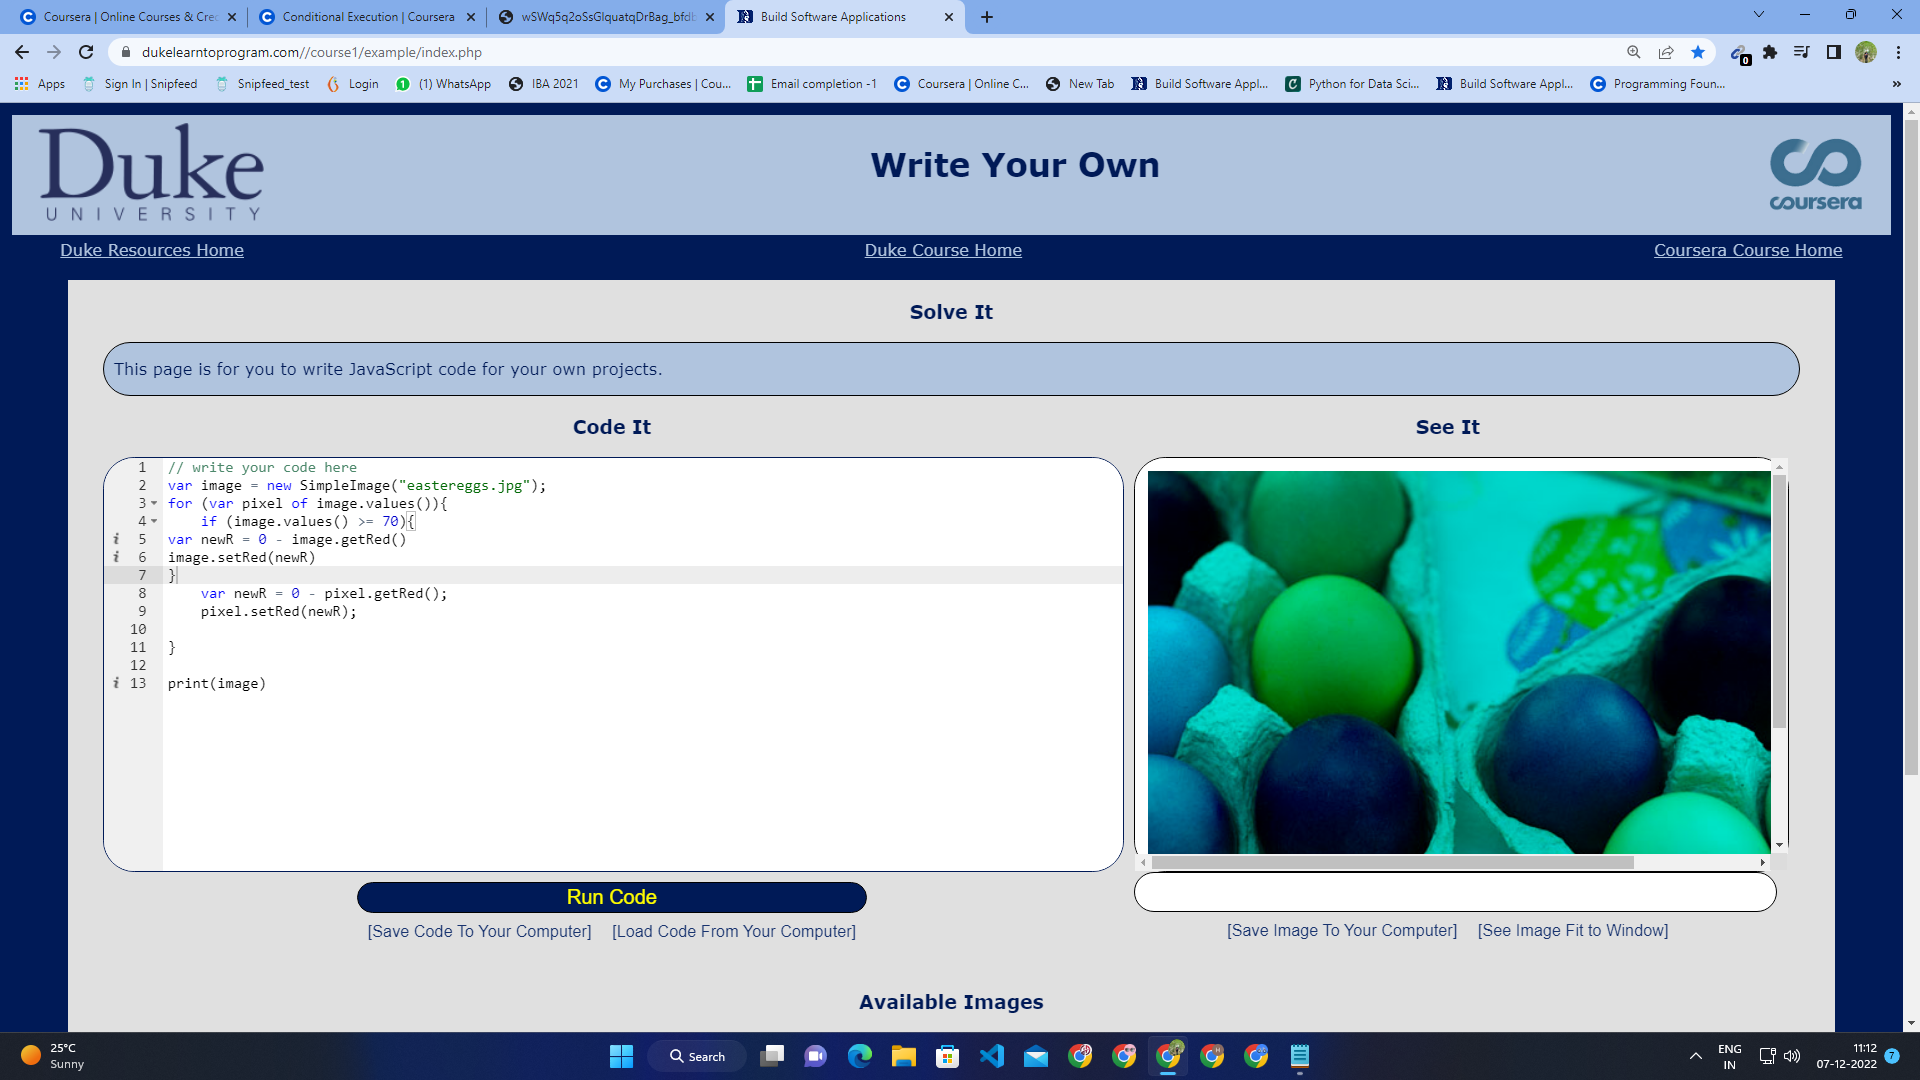 Coursera | Online Courses & Cre
Conditional Execution | Coursera
wSWq5q2oSsGlquatqDrBag_bfdb
Build Software Applications
dukelearntoprogram.com//course1/example/index.php
0
Apps
Sign In | Snipfeed
Snipfeed_test
Login
(1) WhatsApp
IBA 2021
My Purchases | Cou...
Email completion -1
Coursera | Online C...
New Tab
Build Software Appl...
Python for Data Sci...
Build Software Appl...
Programming Foun...
»
Duke
UNIVERSITY
Write Your Own
coursera
Duke Resources Home
Duke Course Home
Coursera Course Home
Solve It
This page is for you to write JavaScript code for your own projects.
Code It
See It
1 // write your code here
2 var image = new SimpleImage("eastereggs.jpg");
3 for (var pixel of image.values()){
4 if (image.values() >= 70){
i 5 var newR = 0 - image.getRed()
i 6 image.setRed(newR)
7 }
8 var newR = 0 - pixel.getRed();
9 pixel.setRed(newR);
10
11 }
12
i 13 print(image)
Run Code
[Save Code To Your Computer] [Load Code From Your Computer]
[Save Image To Your Computer] [See Image Fit to Window]
Available Images
25°C
Sunny
Search
ENG
IN
11:12
07-12-2022
7